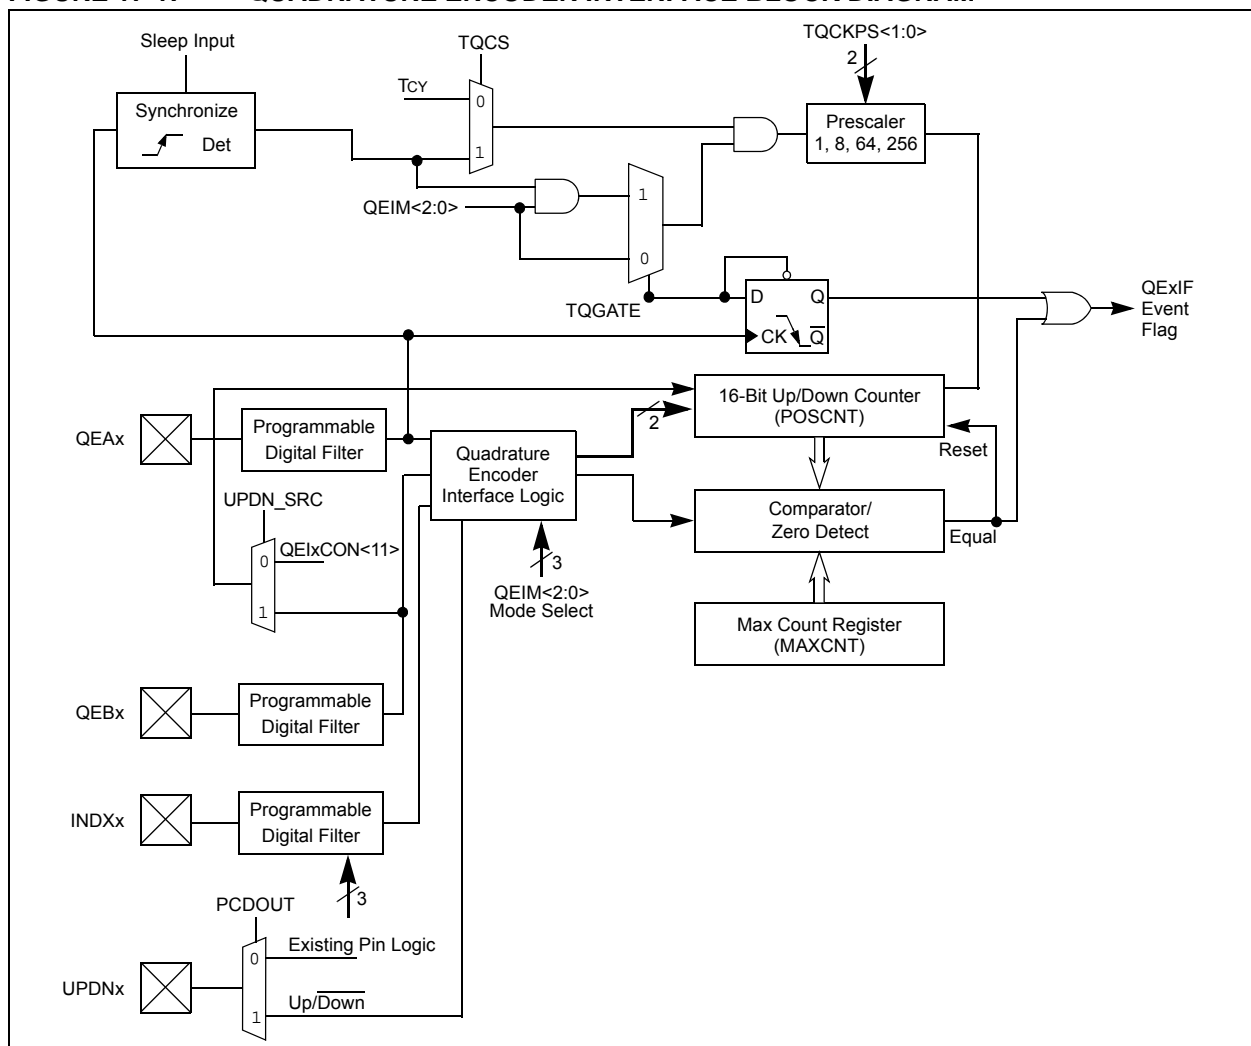 Sleep Input
TQCS
TQCKPS<1:0>
2
TCY
0
Synchronize
Det
1
Prescaler
1, 8, 64, 256
QEIM<2:0>
1
0
TQGATE
D
Q
CK
Q
QExIF
Event
Flag
QEAx
Programmable
Digital Filter
Quadrature
Encoder
Interface Logic
2
16-Bit Up/Down Counter
(POSCNT)
Reset
UPDN_SRC
0
QEIxCON<11>
1
3
QEIM<2:0>
Mode Select
Comparator/
Zero Detect
Equal
Max Count Register
(MAXCNT)
QEBx
Programmable
Digital Filter
INDXx
Programmable
Digital Filter
3
PCDOUT
0
Existing Pin Logic
UPDNx
1
Up/Down